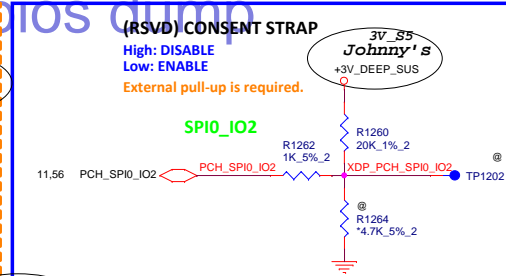 bios dump
(RSVD) CONSENT STRAP
High: DISABLE
Low: ENABLE
External pull-up is required.
3V_S5
Johnny's
+3V_DEEP_SUS
SPI0_IO2
R1260
20K_1%_2
R1262
1K_5%_2
11,56 PCH_SPI0_IO2 PCH_SPI0_IO2 XDP_PCH_SPI0_IO2 @
TP1202
@
R1264
*4.7K_5%_2